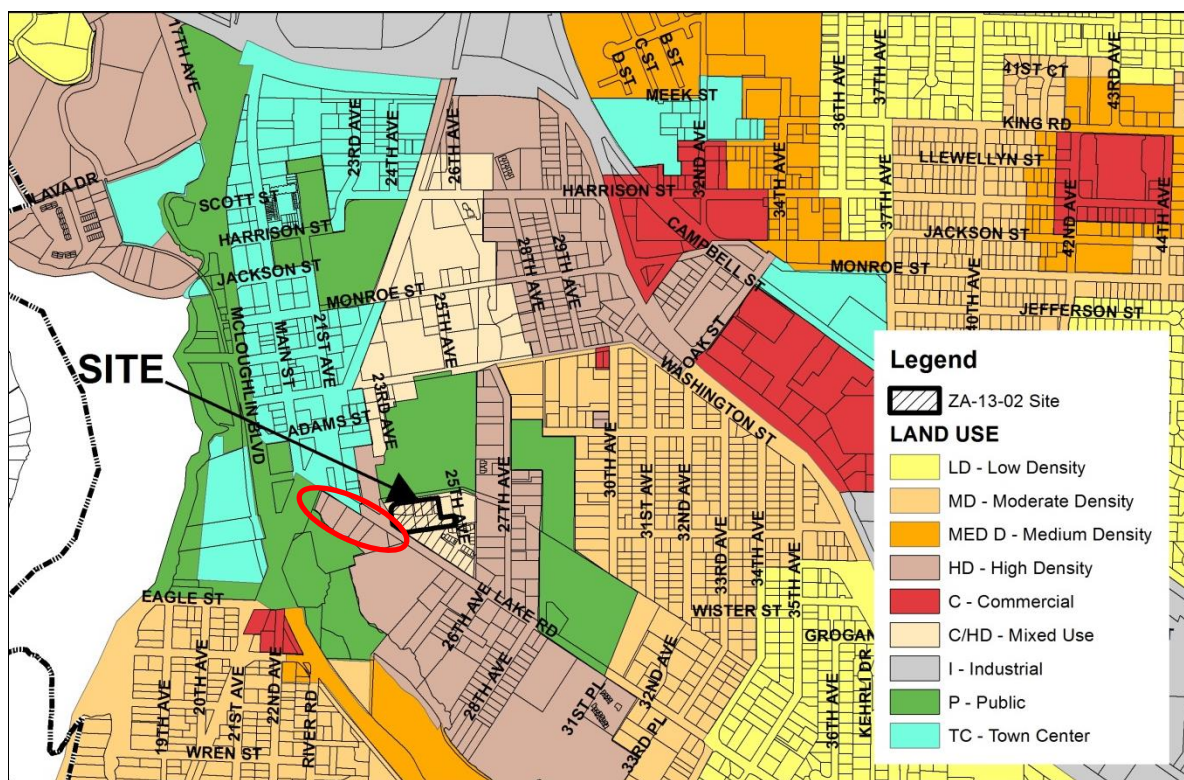 17TH AVE
D ST
G ST
B ST
MEEK ST
36TH AVE
37TH AVE
41ST CT
43RD AVE
KING RD
23RD AVE
24TH AVE
26TH AVE
LLEWELLYN ST
LAVA DR
SCOTT ST
HARRISON ST
32ND AVE
34TH AVE
37TH AVE
42ND AVE
44TH AVE
HARRISON ST
JACKSON ST
CAMPBELL ST
JACKSON ST
MONROE ST
MONROE ST
25TH AVE
28TH AVE
29TH AVE
40TH AVE
JEFFERSON ST
MCLOUGHLIN BLVD
MAIN ST
21ST AVE
OAK ST
WASHINGTON ST
SITE
23RD AVE
ADAMS ST
25TH AVE
27TH AVE
30TH AVE
31ST AVE
32ND AVE
33RD AVE
34TH AVE
35TH AVE
EAGLE ST
LAKE RD
WISTER ST
GROGAN
26TH AVE
28TH AVE
31ST PL
32ND AVE
33RD PL
36TH AVE
KEHRLI DR
19TH AVE
20TH AVE
21ST AVE
22ND AVE
RIVER RD
WREN ST
Legend
ZA-13-02 Site
LAND USE
LD - Low Density
MD - Moderate Density
MED D - Medium Density
HD - High Density
C - Commercial
C/HD - Mixed Use
I - Industrial
P - Public
TC - Town Center